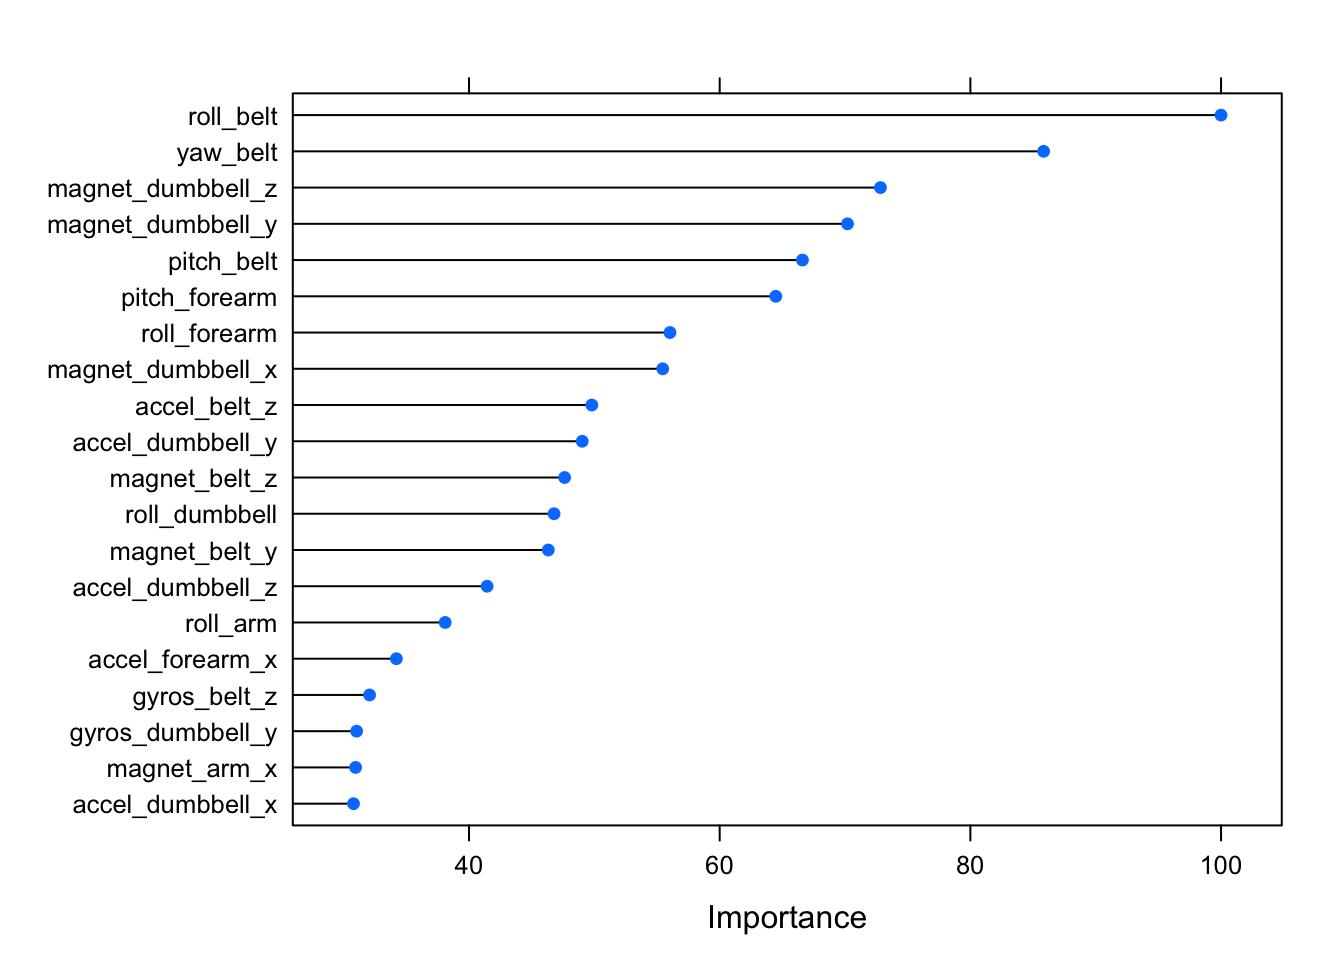 roll_belt
yaw_belt
magnet_dumbbell_z
magnet_dumbbell_y
pitch_belt
pitch_forearm
roll_forearm
magnet_dumbbell_x
accel_belt_z
accel_dumbbell_y
magnet_belt_z
roll_dumbbell
magnet_belt_y
accel_dumbbell_z
roll_arm
accel_forearm_x
gyros_belt_z
gyros_dumbbell_y
magnet_arm_x
accel_dumbbell_x
40 60 80 100
Importance